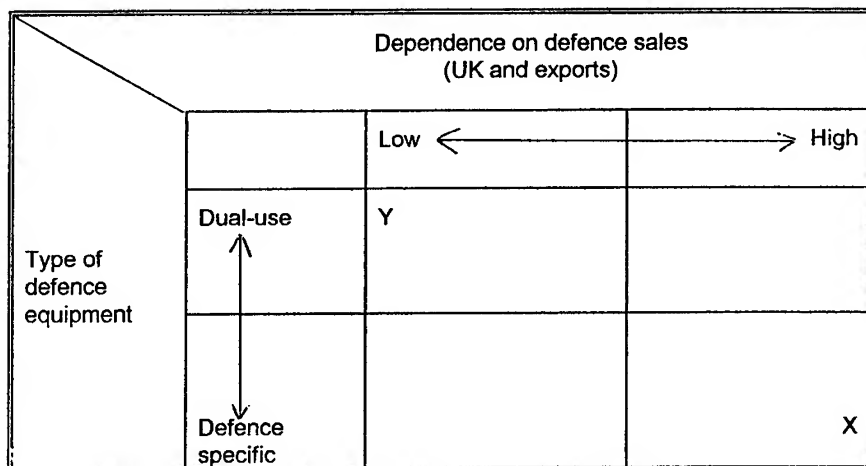 Dependence on defence sales
(UK and exports)
Low High
Dual-use Y
Type of
defence
equipment
Defence
specific
X